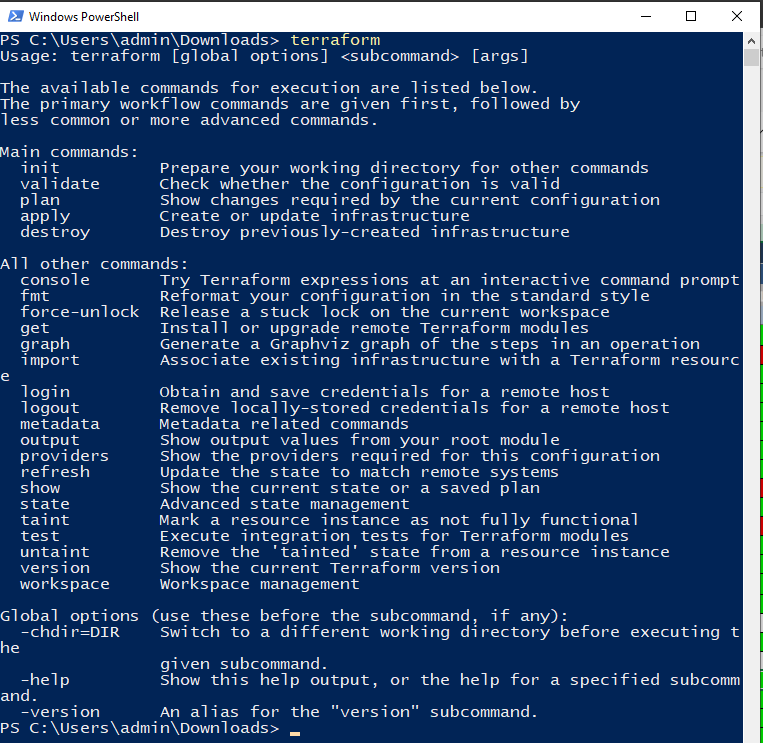 Windows PowerShell
PS C:\Users\admin\Downloads> terraform
Usage: terraform [global options] <subcommand> [args]

The available commands for execution are listed below.
The primary workflow commands are given first, followed by
less common or more advanced commands.

Main commands:
  init          Prepare your working directory for other commands
  validate      Check whether the configuration is valid
  plan          Show changes required by the current configuration
  apply         Create or update infrastructure
  destroy       Destroy previously-created infrastructure

All other commands:
  console       Try Terraform expressions at an interactive command prompt
  fmt           Reformat your configuration in the standard style
  force-unlock  Release a stuck lock on the current workspace
  get           Install or upgrade remote Terraform modules
  graph         Generate a Graphviz graph of the steps in an operation
  import        Associate existing infrastructure with a Terraform resourc
e
  login         Obtain and save credentials for a remote host
  logout        Remove locally-stored credentials for a remote host
  metadata      Metadata related commands
  output        Show output values from your root module
  providers     Show the providers required for this configuration
  refresh       Update the state to match remote systems
  show          Show the current state or a saved plan
  state         Advanced state management
  taint         Mark a resource instance as not fully functional
  test          Execute integration tests for Terraform modules
  untaint       Remove the 'tainted' state from a resource instance
  version       Show the current Terraform version
  workspace     Workspace management

Global options (use these before the subcommand, if any):
  -chdir=DIR    Switch to a different working directory before executing t
he
                given subcommand.
  -help         Show this help output, or the help for a specified subcomm
and.
  -version      An alias for the "version" subcommand.
PS C:\Users\admin\Downloads>